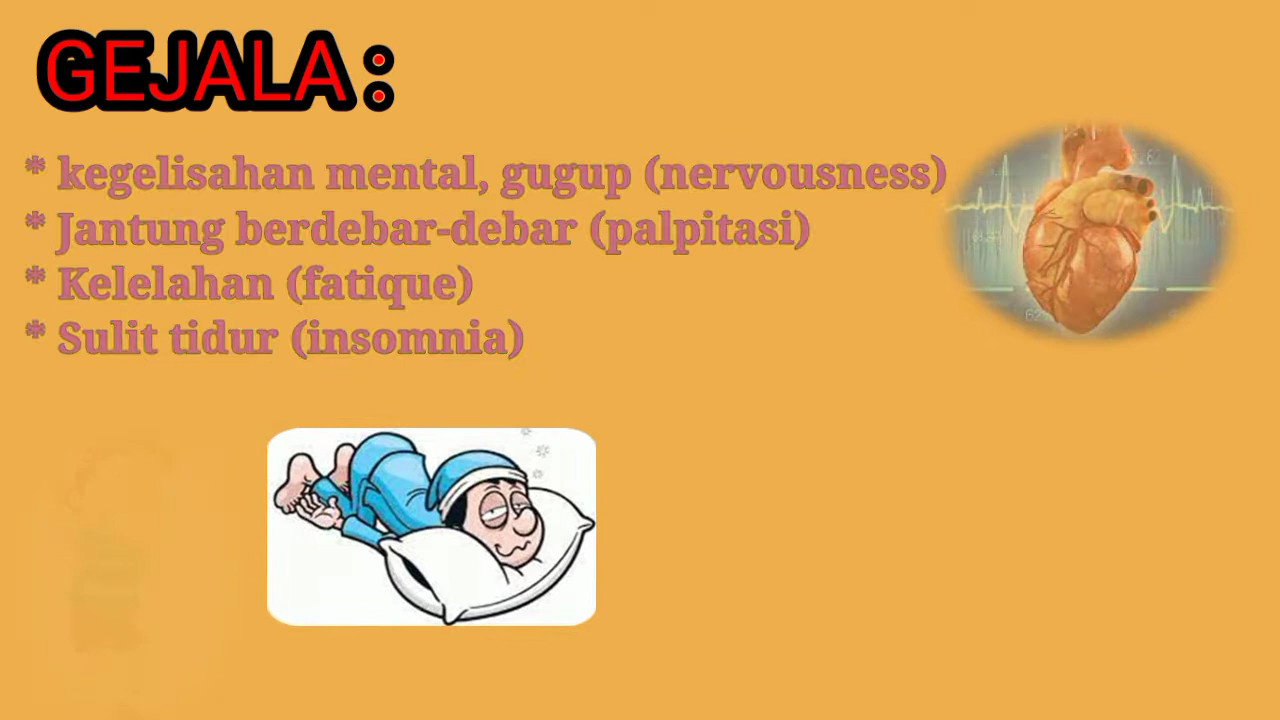 GEJALA:
* kegelisahan mental, gugup (nervousness)
* Jantung berdebar-debar (palpitasi)
* Kelelahan (fatique)
* Sulit tidur (insomnia)